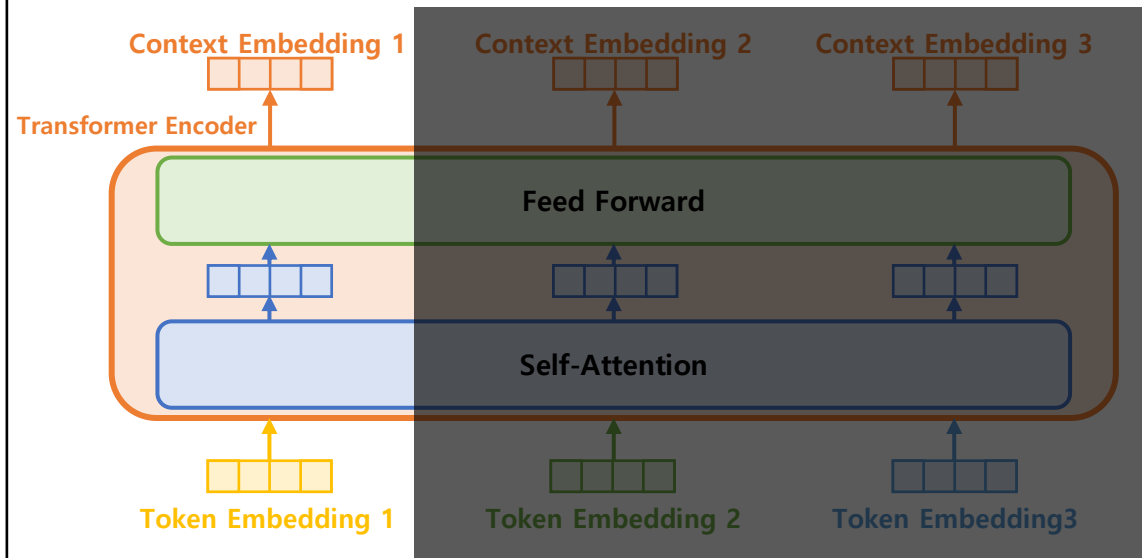 Context Embedding 1 Context Embedding 2 Context Embedding 3
Transformer Encoder
Feed Forward
Self-Attention
Token Embedding 1 Token Embedding 2 Token Embedding3